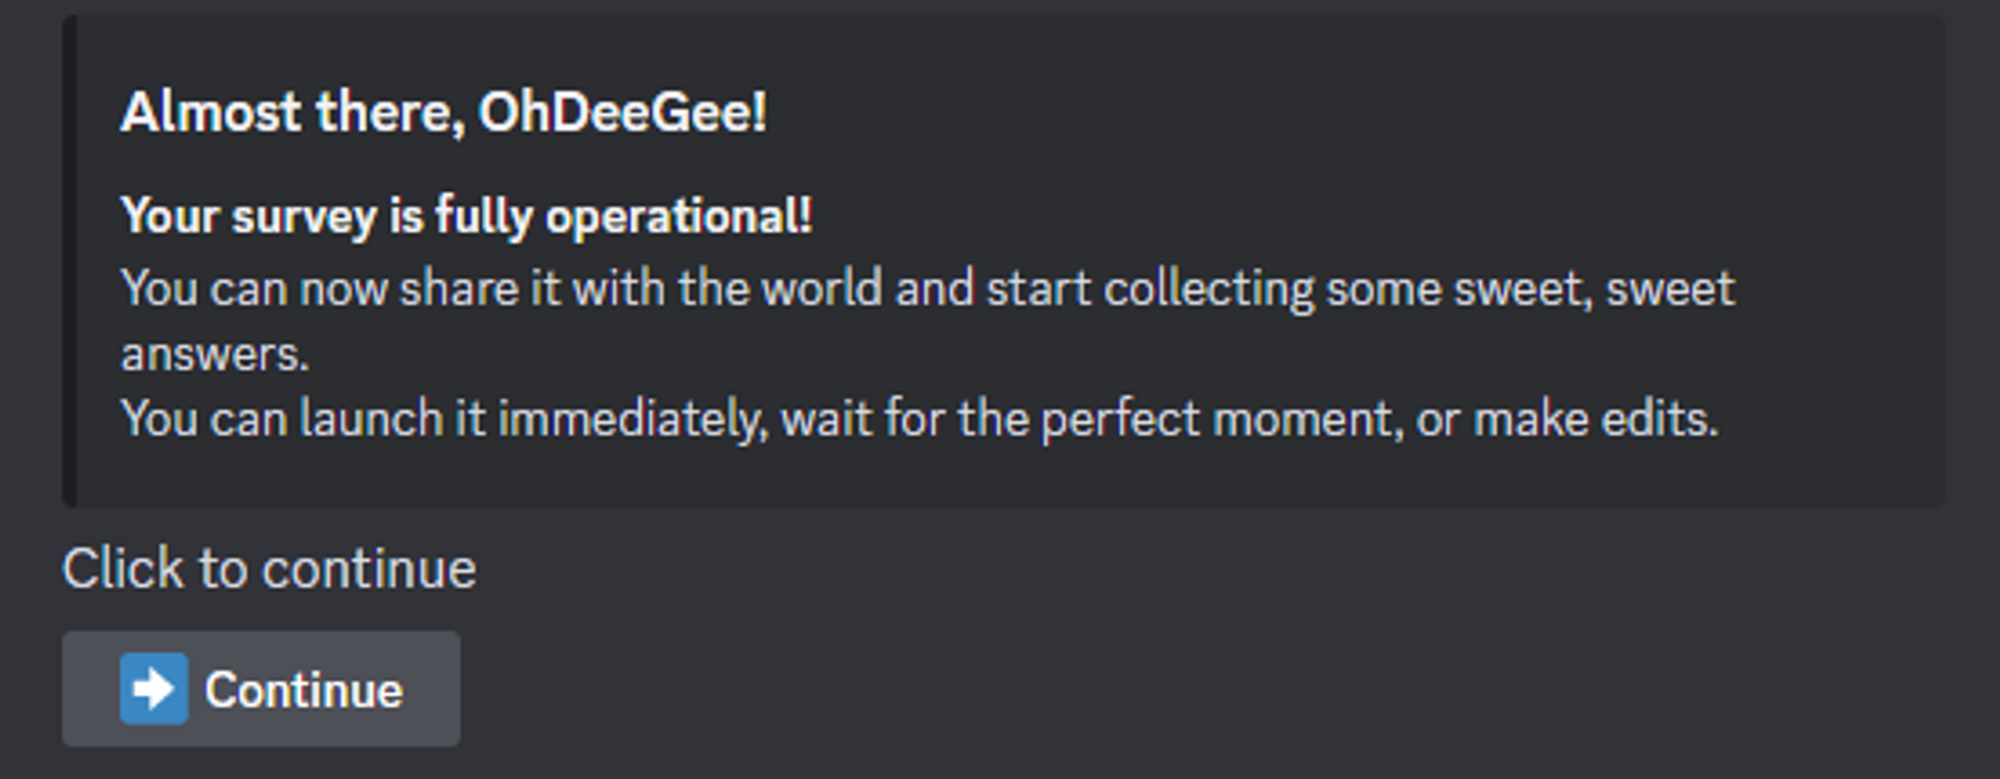 Almost there, OhDeeGee!
Your survey is fully operational!
You can now share it with the world and start collecting some sweet, sweet
answers.
You can launch it immediately, wait for the perfect moment, or make edits.
Click to continue
Continue